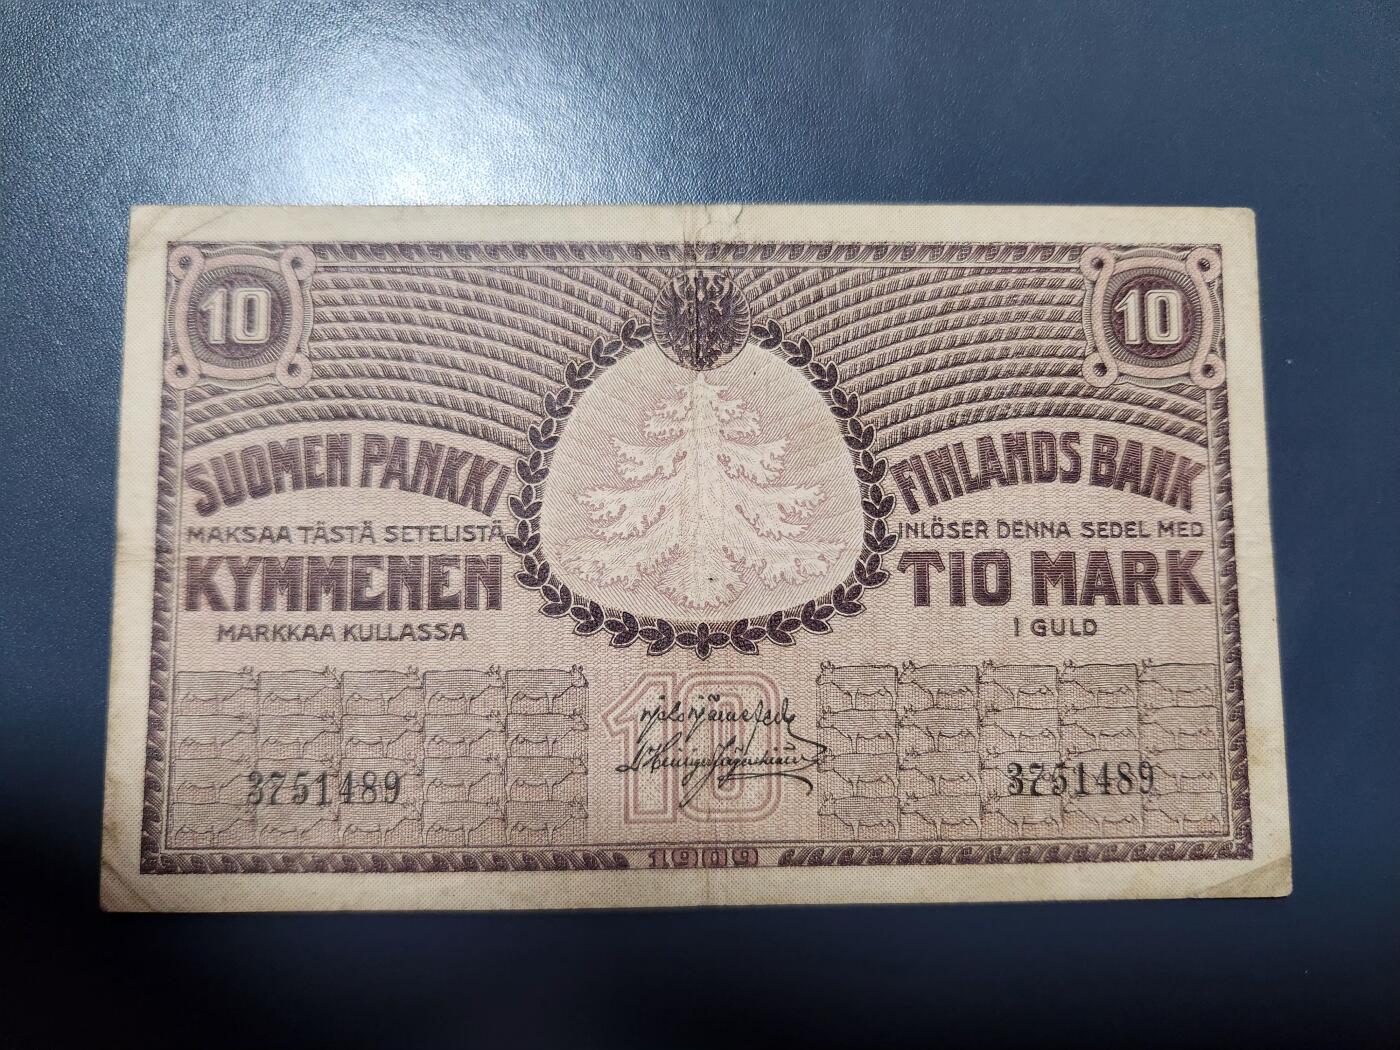 10 10
SUOMEN PANKKI
MAKSAA TÄSTÄ SETELISTÄ
KYMMENEN
MARKKAA KULLASSA
FINLANDS BANK
INLÖSER DENNA SEDEL MED
TIO MARK
I GULD
10
3751489
3751489
1909